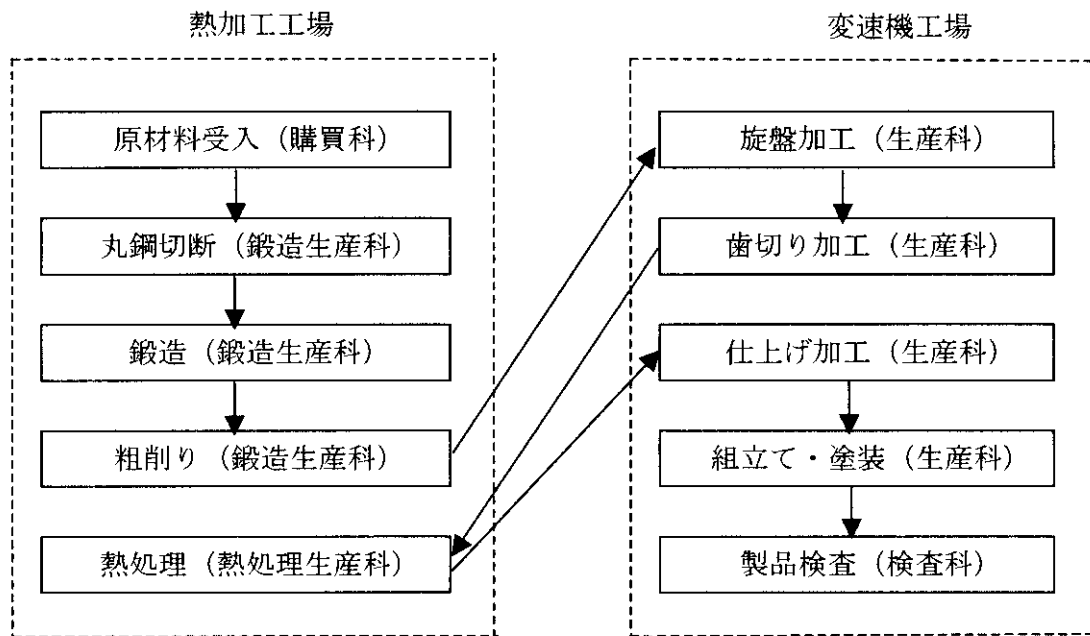 熱加工工場
原材料受入（購買科）
丸鋼切断（鍛造生産科）
鍛造（鍛造生産科）
粗削り（鍛造生産科）
熱処理（熱処理生産科）
変速機工場
旋盤加工（生産科）
歯切り加工（生産科）
仕上げ加工（生産科）
組立て・塗装（生産科）
製品検査（検査科）